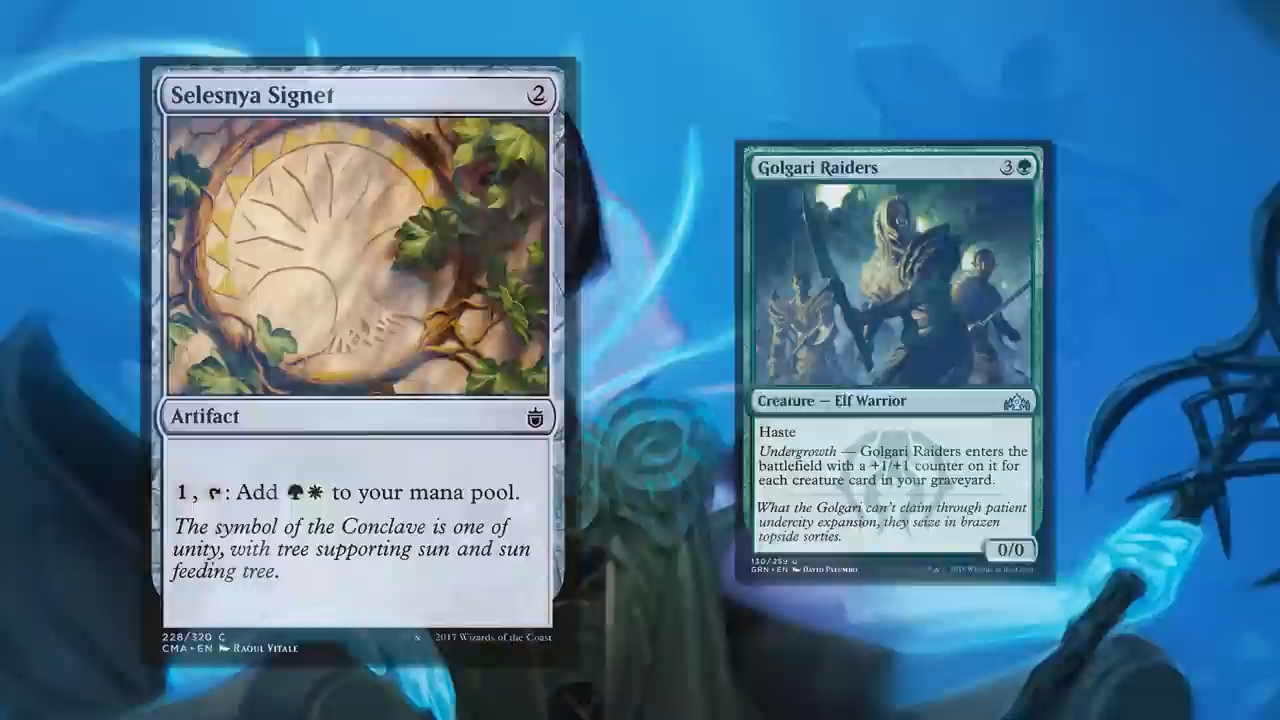 Selesnya Signet 2
Artifact
1, : Add to your mana pool.
The symbol of the Conclave is one of
unity, with tree supporting sun and sun
feeding tree.
228/320 C
CMA • EN Raoul Vitale
2017 Wizards of the Coast
Golgari Raiders 3
Creature — Elf Warrior
Haste
Undergrowth — Golgari Raiders enters the
battlefield with a +1/+1 counter on it for
each creature card in your graveyard.
What the Golgari can't claim through patient
undercity expansion, they seize in brazen
topside sorties.
0/0
130/259 U
GRN • EN David Palumbo